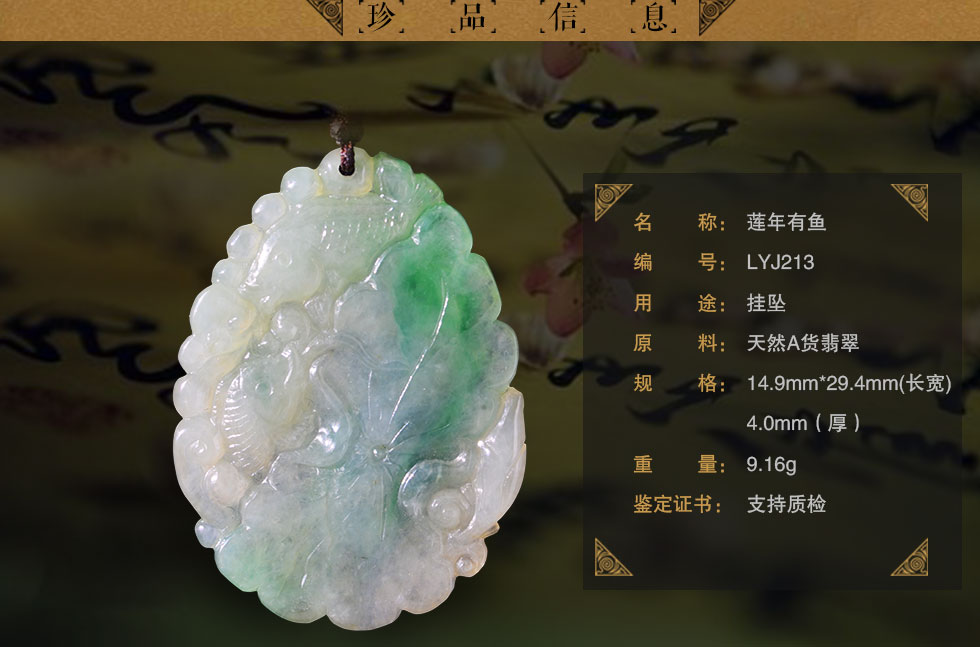 珍品信息
名称：莲年有鱼
编号：LYJ213
用途：挂坠
原料：天然A货翡翠
规格：14.9mm*29.4mm(长宽)
4.0mm（厚）
重量：9.16g
鉴定证书：支持质检